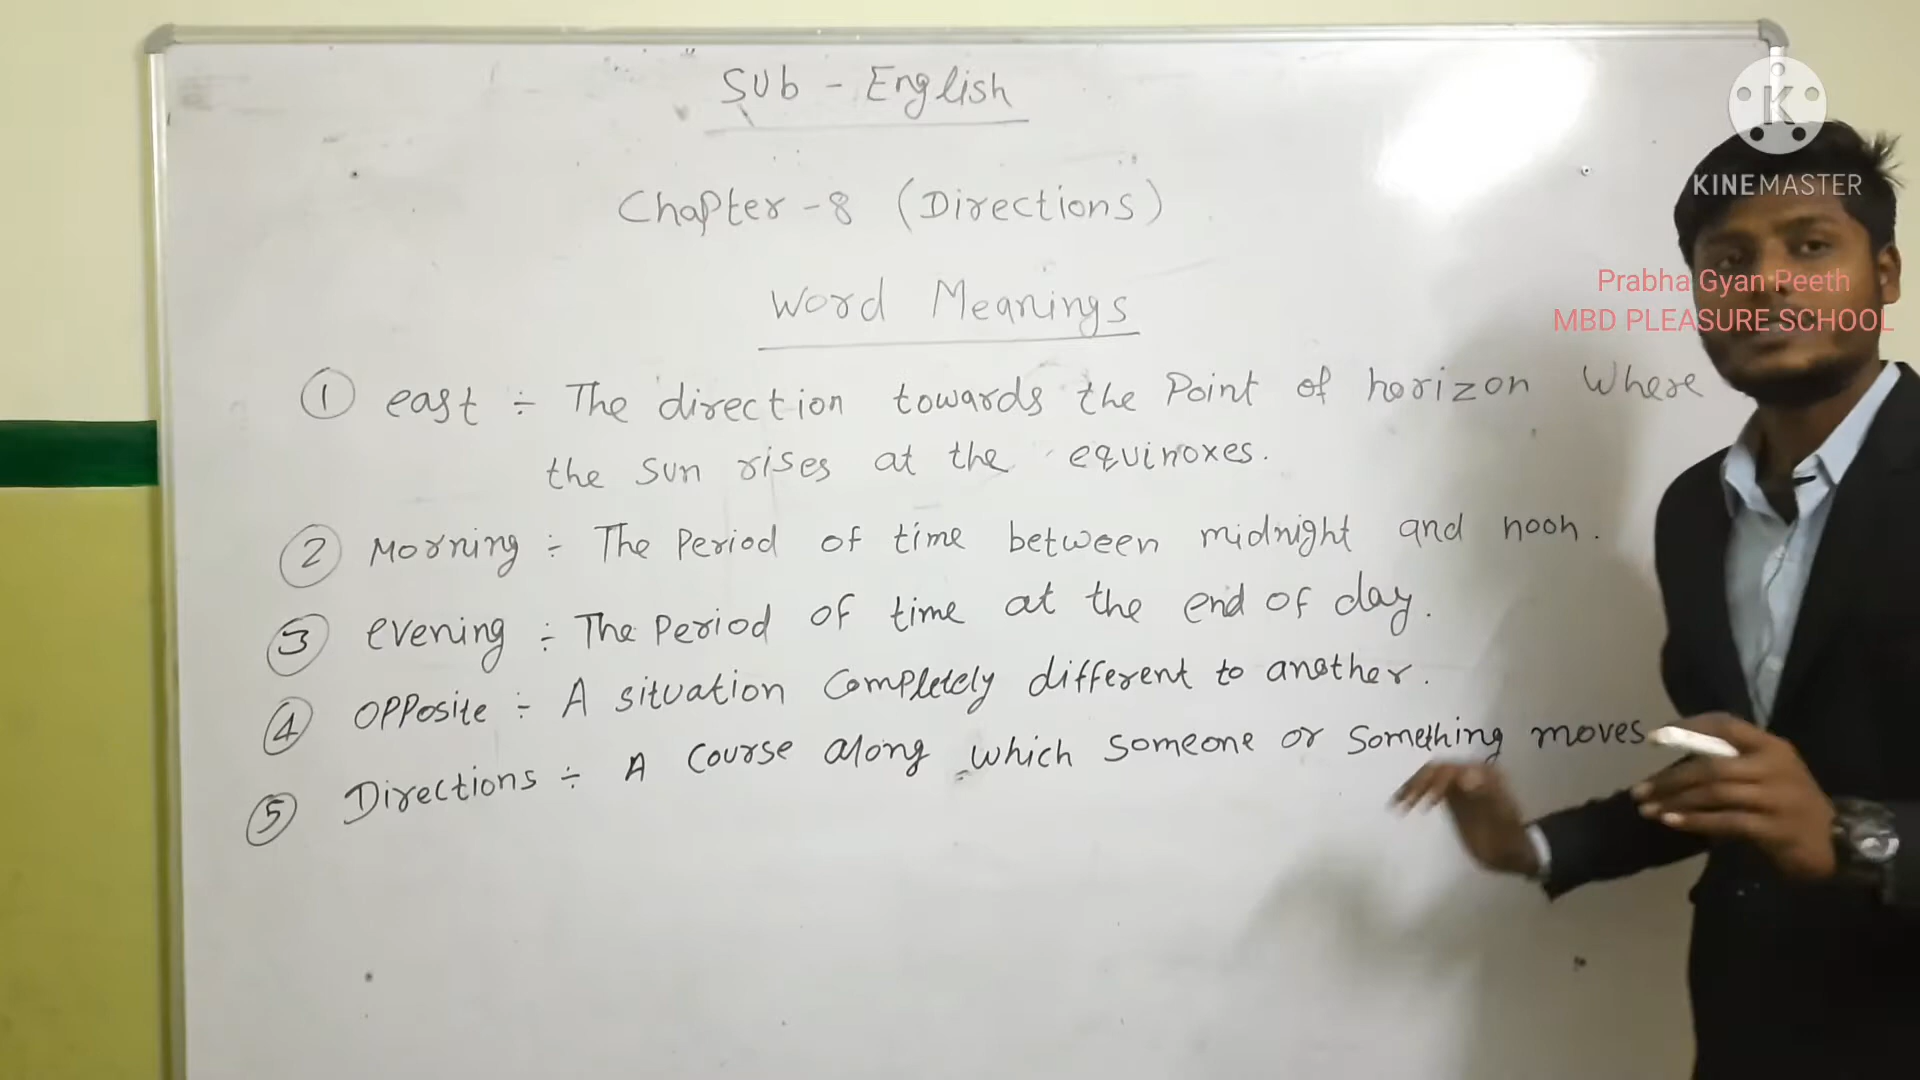 Sub - English
Chapter - 8 (Directions)
Word Meanings
① east ÷ The direction towards the Point of horizon Where
the sun rises at the equinoxes.
② Morning ÷ The Period of time between midnight and noon.
③ evening ÷ The Period of time at the end of day.
④ Opposite ÷ A situation Completely different to another.
⑤ Directions ÷ A Course along which someone or Something moves
K
KINEMASTER
Prabha Gyan Peeth
MBD PLEASURE SCHOOL